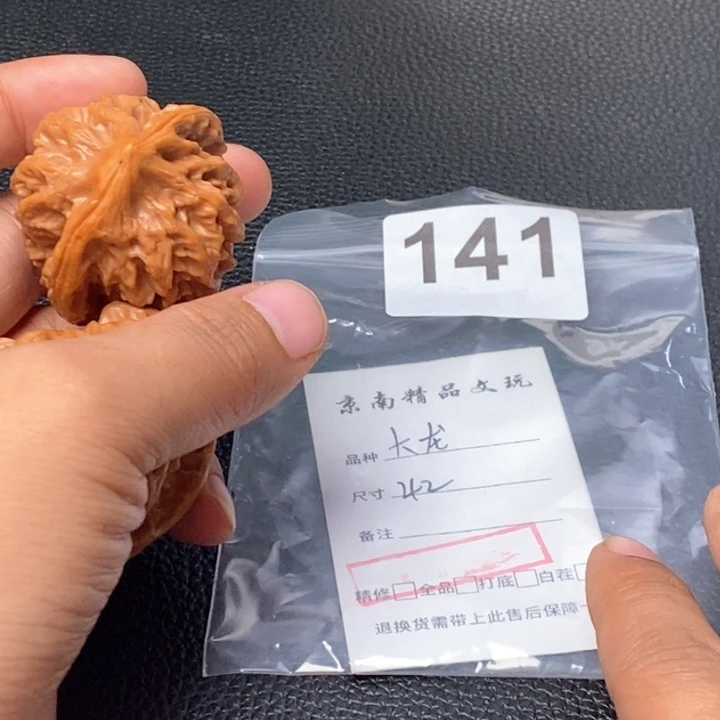 141
京南精品文玩
品种 大龙
尺寸 42
备注
精修□全品□打底□白茬□
退换货需带上此售后保障